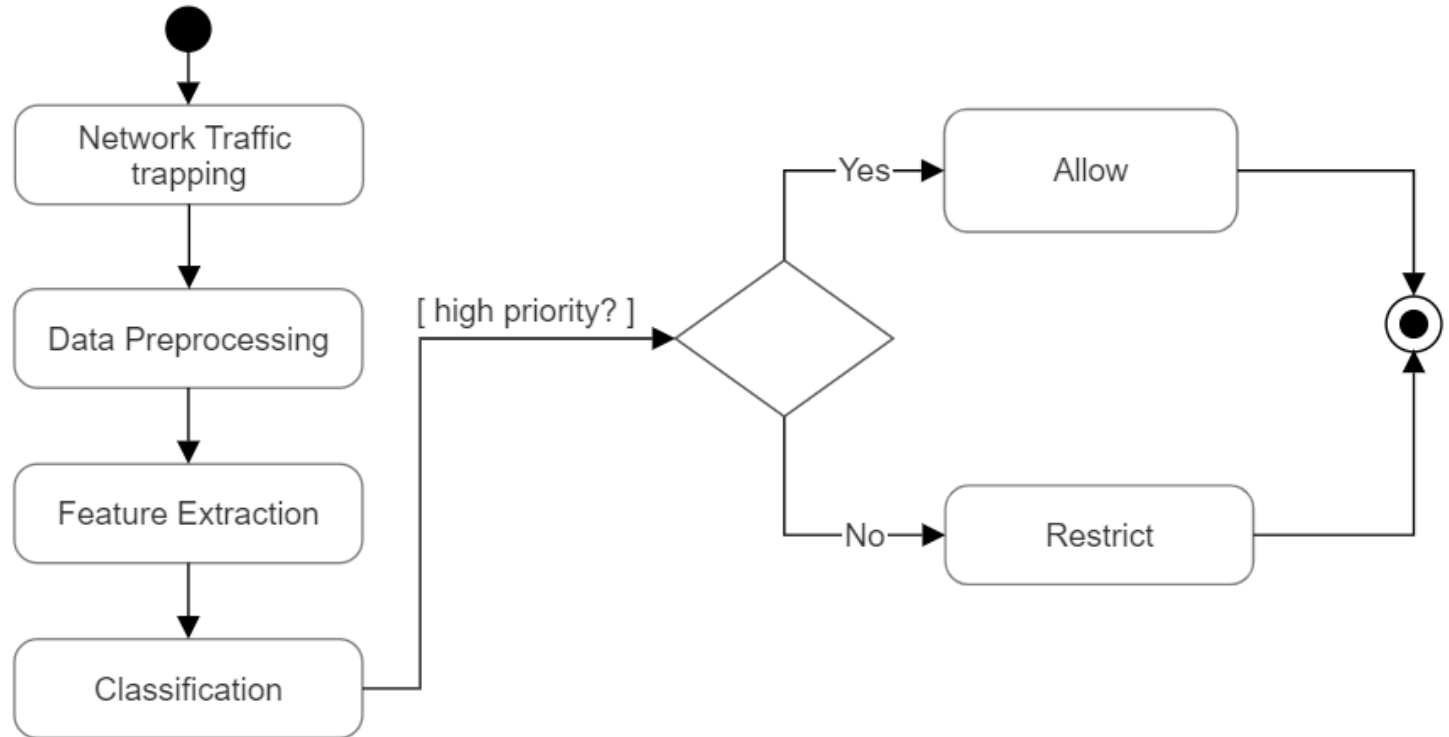 Network Traffic
trapping
Data Preprocessing
Feature Extraction
Classification
[ high priority? ]
Yes
Allow
No
Restrict